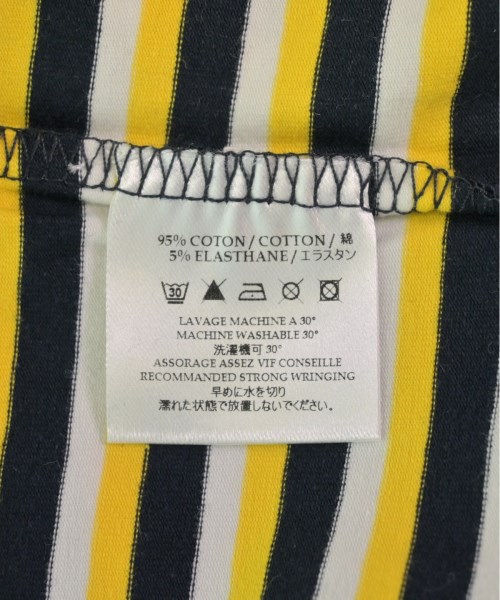 95% COTON / COTTON / 綿
5% ELASTHANE / エラスタン
30
LAVAGE MACHINE A 30°
MACHINE WASHABLE 30°
洗濯機可 30°
ASSORAGE ASSEZ VIF CONSEILLE
RECOMMANDED STRONG WRINGING
早めに水を切り
濡れた状態で放置しないでください。